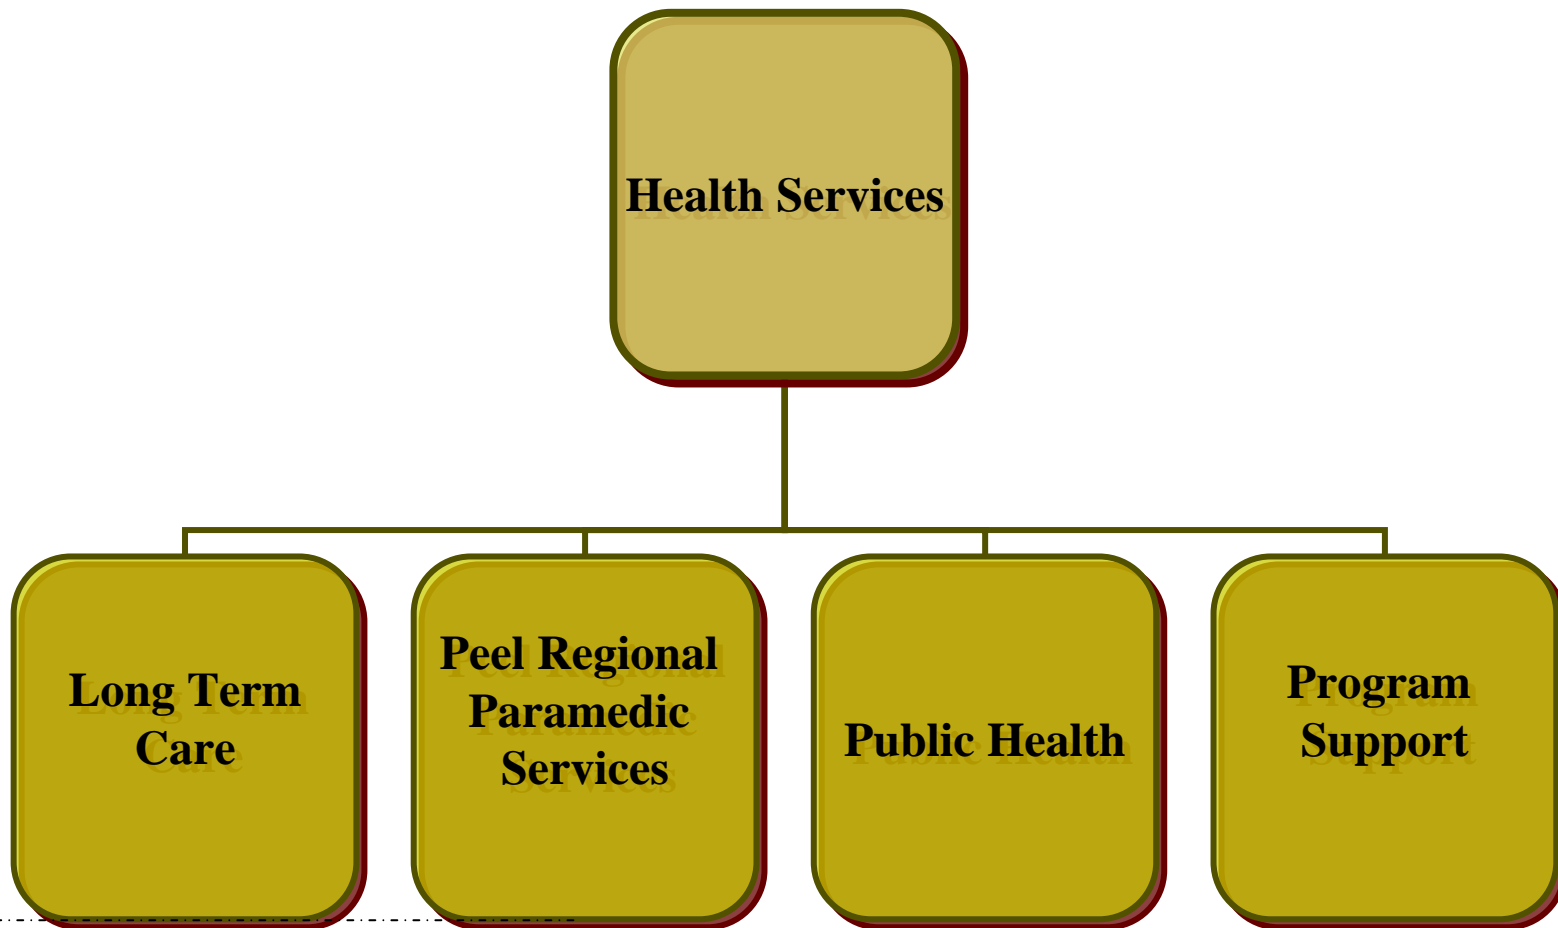 Health Services
Long Term
Care
Peel Regional
Paramedic
Services
Public Health
Program
Support